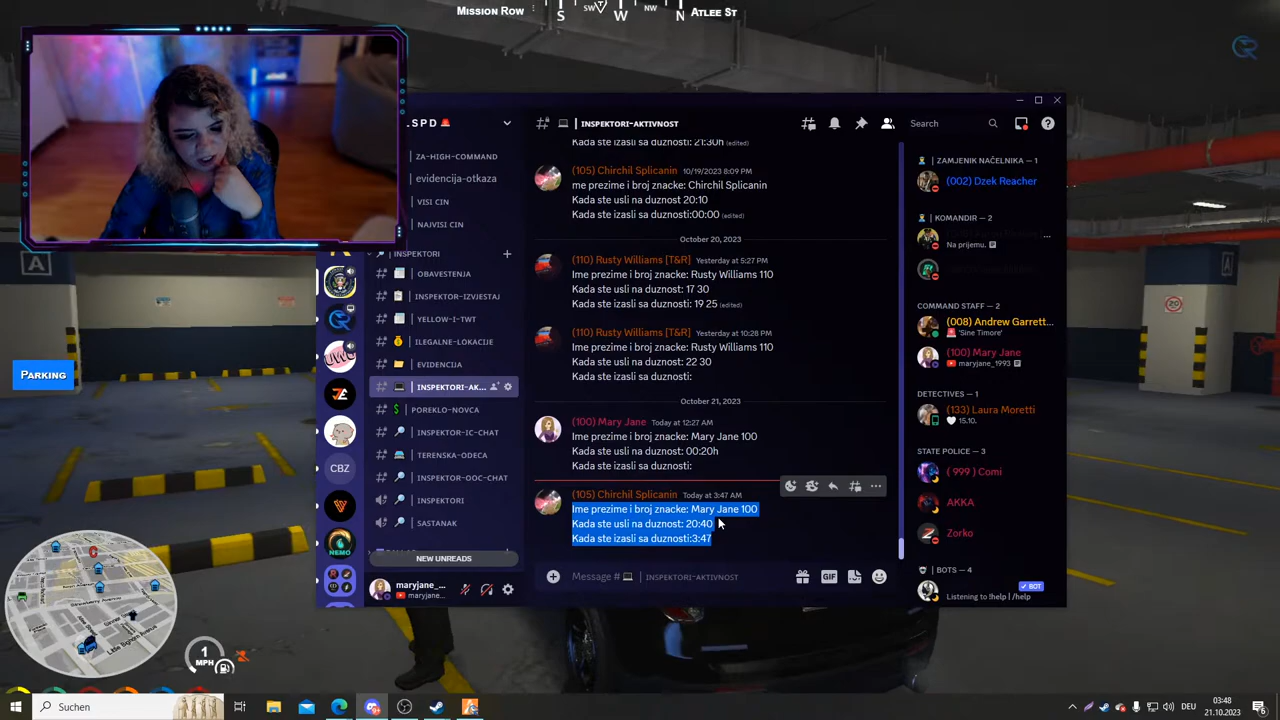 MISSION ROW
S
SW
W
NW
N
ATLEE ST
S P D
INSPEKTORI-AKTIVNOST
Search
ZA-HIGH-COMMAND
evidencija-otkaza
VISI CIN
NAJVISI CIN
INSPEKTORI
OBAVESTENJA
INSPEKTOR-IZVJESTAJ
YELLOW-I-TWT
ILEGALNE-LOKACIJE
EVIDENCIJA
INSPEKTORI-AK...
POREKLO-NOVCA
INSPEKTOR-IC-CHAT
TERENSKA-ODECA
INSPEKTOR-OOC-CHAT
INSPEKTORI
SASTANAK
NEW UNREADS
maryjane_...
maryjane...
CBZ
NEMO
Kada ste izasli sa duznosti: 21:30h (edited)
(105) Chirchil Splicanin 10/19/2023 8:09 PM
me prezime i broj znacke: Chirchil Splicanin
Kada ste usli na duznost 20:10
Kada ste izasli sa duznosti:00:00 (edited)
October 20, 2023
(110) Rusty Williams [T&R] Yesterday at 5:27 PM
Ime prezime i broj znacke: Rusty Williams 110
Kada ste usli na duznost: 17 30
Kada ste izasli sa duznosti: 19 25 (edited)
(110) Rusty Williams [T&R] Yesterday at 10:28 PM
Ime prezime i broj znacke: Rusty Williams 110
Kada ste usli na duznost: 22 30
Kada ste izasli sa duznosti:
October 21, 2023
(100) Mary Jane Today at 12:27 AM
Ime prezime i broj znacke: Mary Jane 100
Kada ste usli na duznost: 00:20h
Kada ste izasli sa duznosti:
(105) Chirchil Splicanin Today at 3:47 AM
Ime prezime i broj znacke: Mary Jane 100
Kada ste usli na duznost: 20:40
Kada ste izasli sa duznosti:3:47
Message # INSPEKTORI-AKTIVNOST
GIF
ZAMJENIK NAČELNIKA — 1
(002) Dzek Reacher
KOMANDIR — 2
Na prijemu.
COMMAND STAFF — 2
(008) Andrew Garrett...
'Sine Timore'
(100) Mary Jane
maryjane_1993
DETECTIVES — 1
(133) Laura Moretti
15.10.
STATE POLICE — 3
( 999 ) Comi
AKKA
Zorko
BOTS — 4
BOT
Listening to !help | /help
A
PARKING
20
1
MPH
Suchen
DEU
03:48
21.10.2023
6